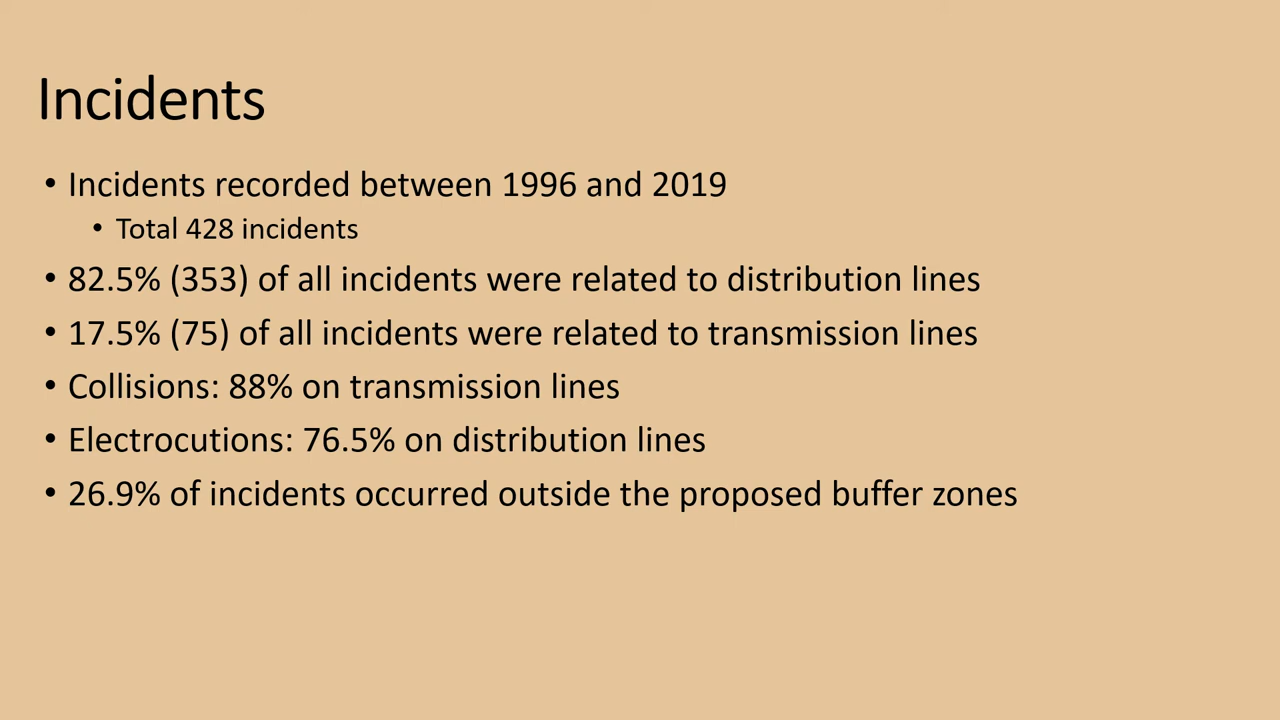 Incidents
• Incidents recorded between 1996 and 2019
• Total 428 incidents
• 82.5% (353) of all incidents were related to distribution lines
• 17.5% (75) of all incidents were related to transmission lines
• Collisions: 88% on transmission lines
• Electrocutions: 76.5% on distribution lines
• 26.9% of incidents occurred outside the proposed buffer zones